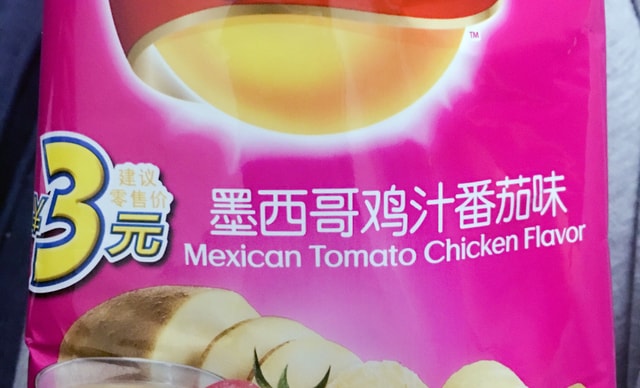 TM
建议
零售价
¥3元
墨西哥鸡汁番茄味
Mexican Tomato Chicken Flavor